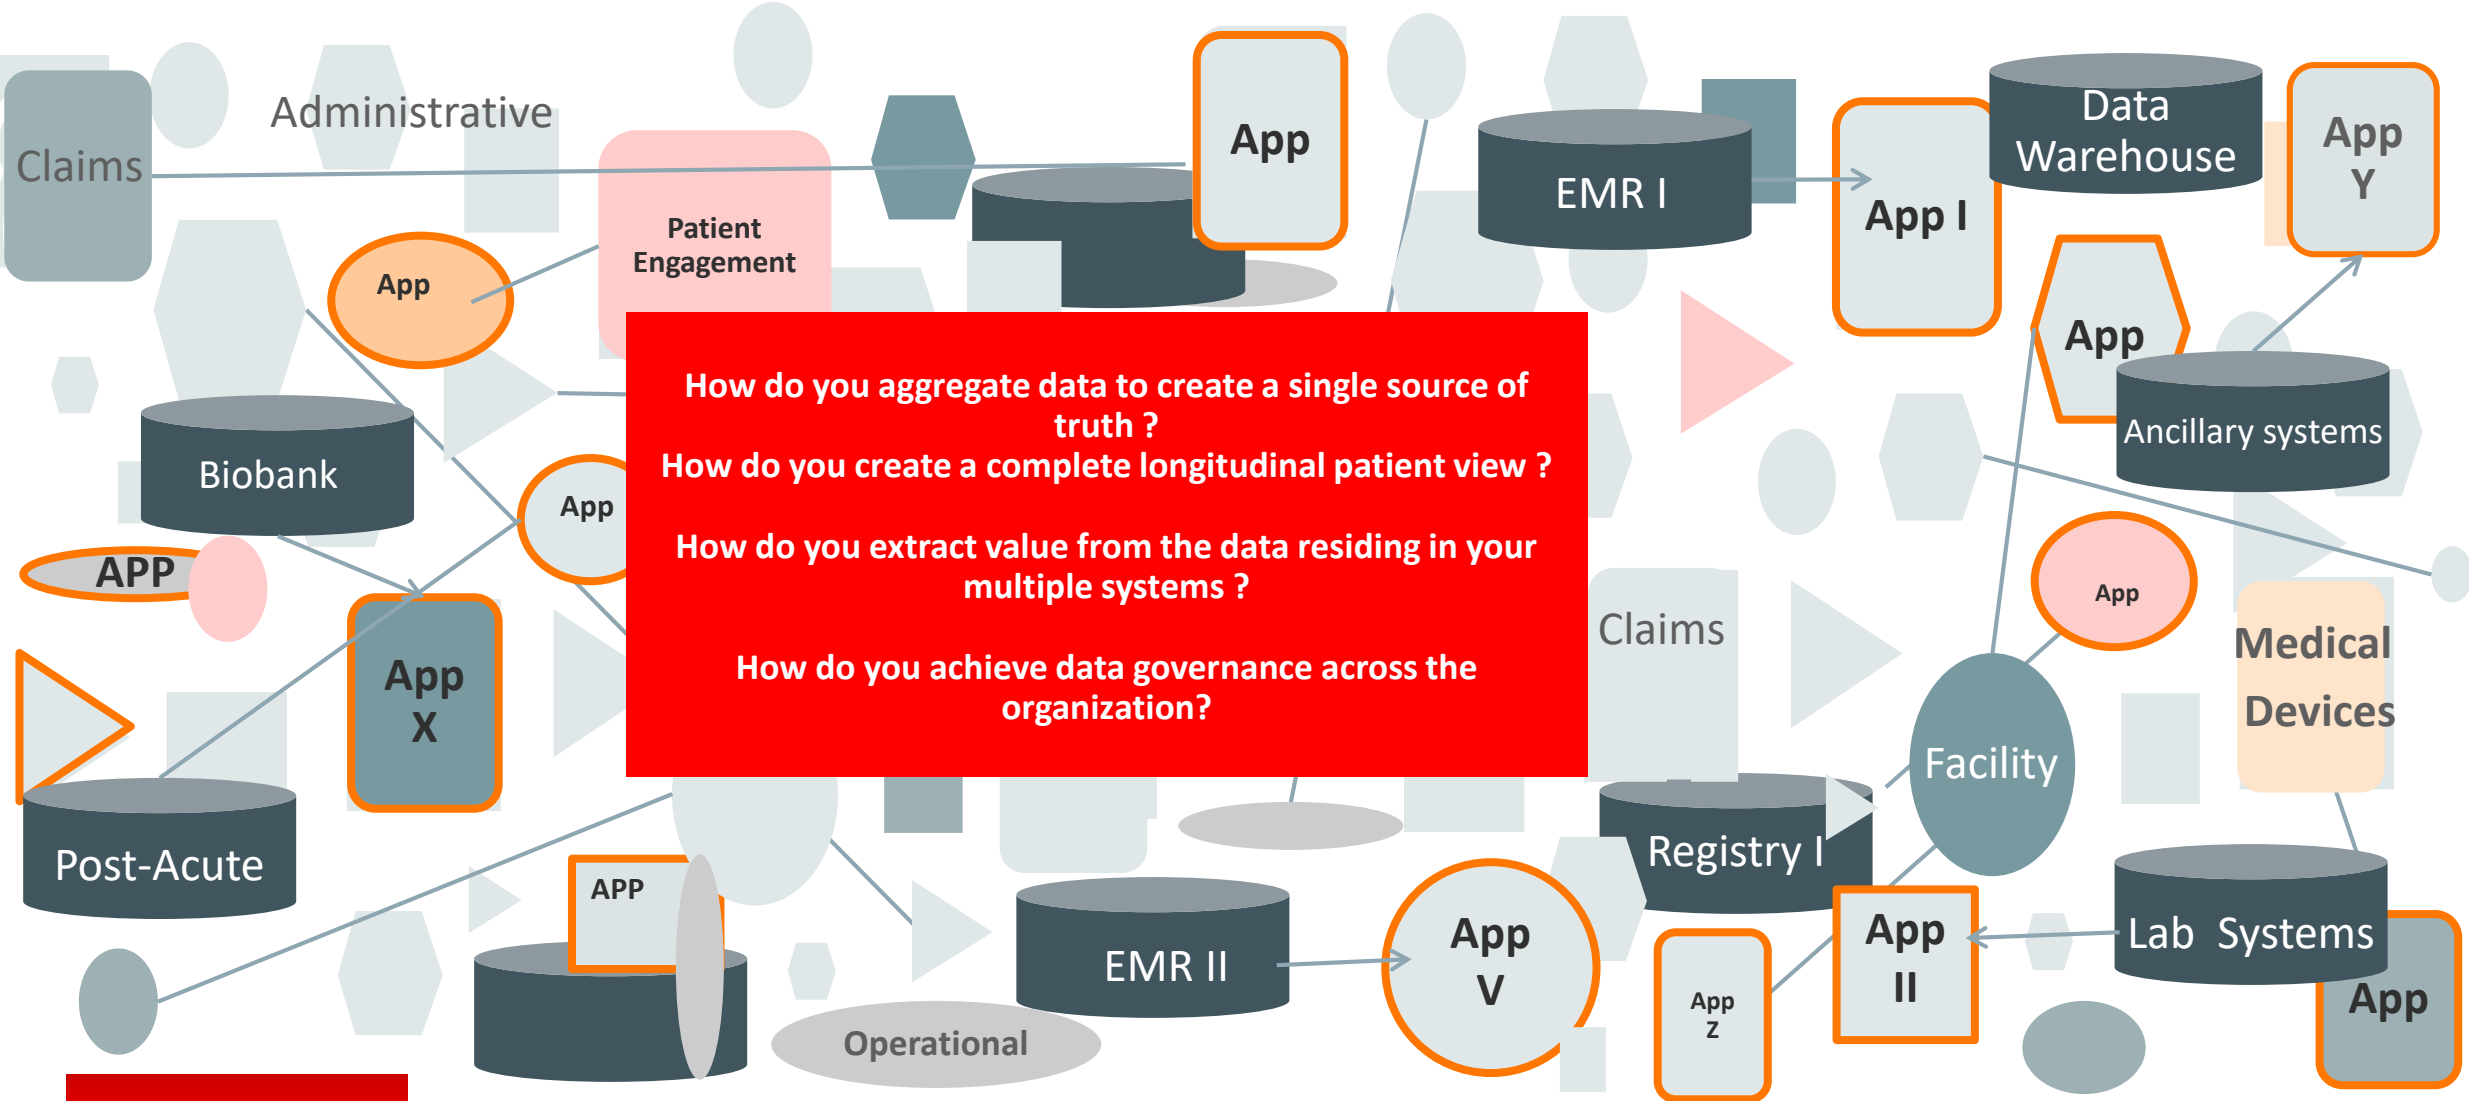 Administrative
Claims
App
Patient
Engagement
App
EMR I
App I
Data
Warehouse
App
Y
App
Ancillary systems
Biobank
App
How do you aggregate data to create a single source of
truth ?
How do you create a complete longitudinal patient view ?
How do you extract value from the data residing in your
multiple systems ?
How do you achieve data governance across the
organization?
APP
App
X
Claims
App
Medical
Devices
Facility
Post-Acute
APP
Registry I
EMR II
App
V
App
II
Lab Systems
App
Z
App
Operational